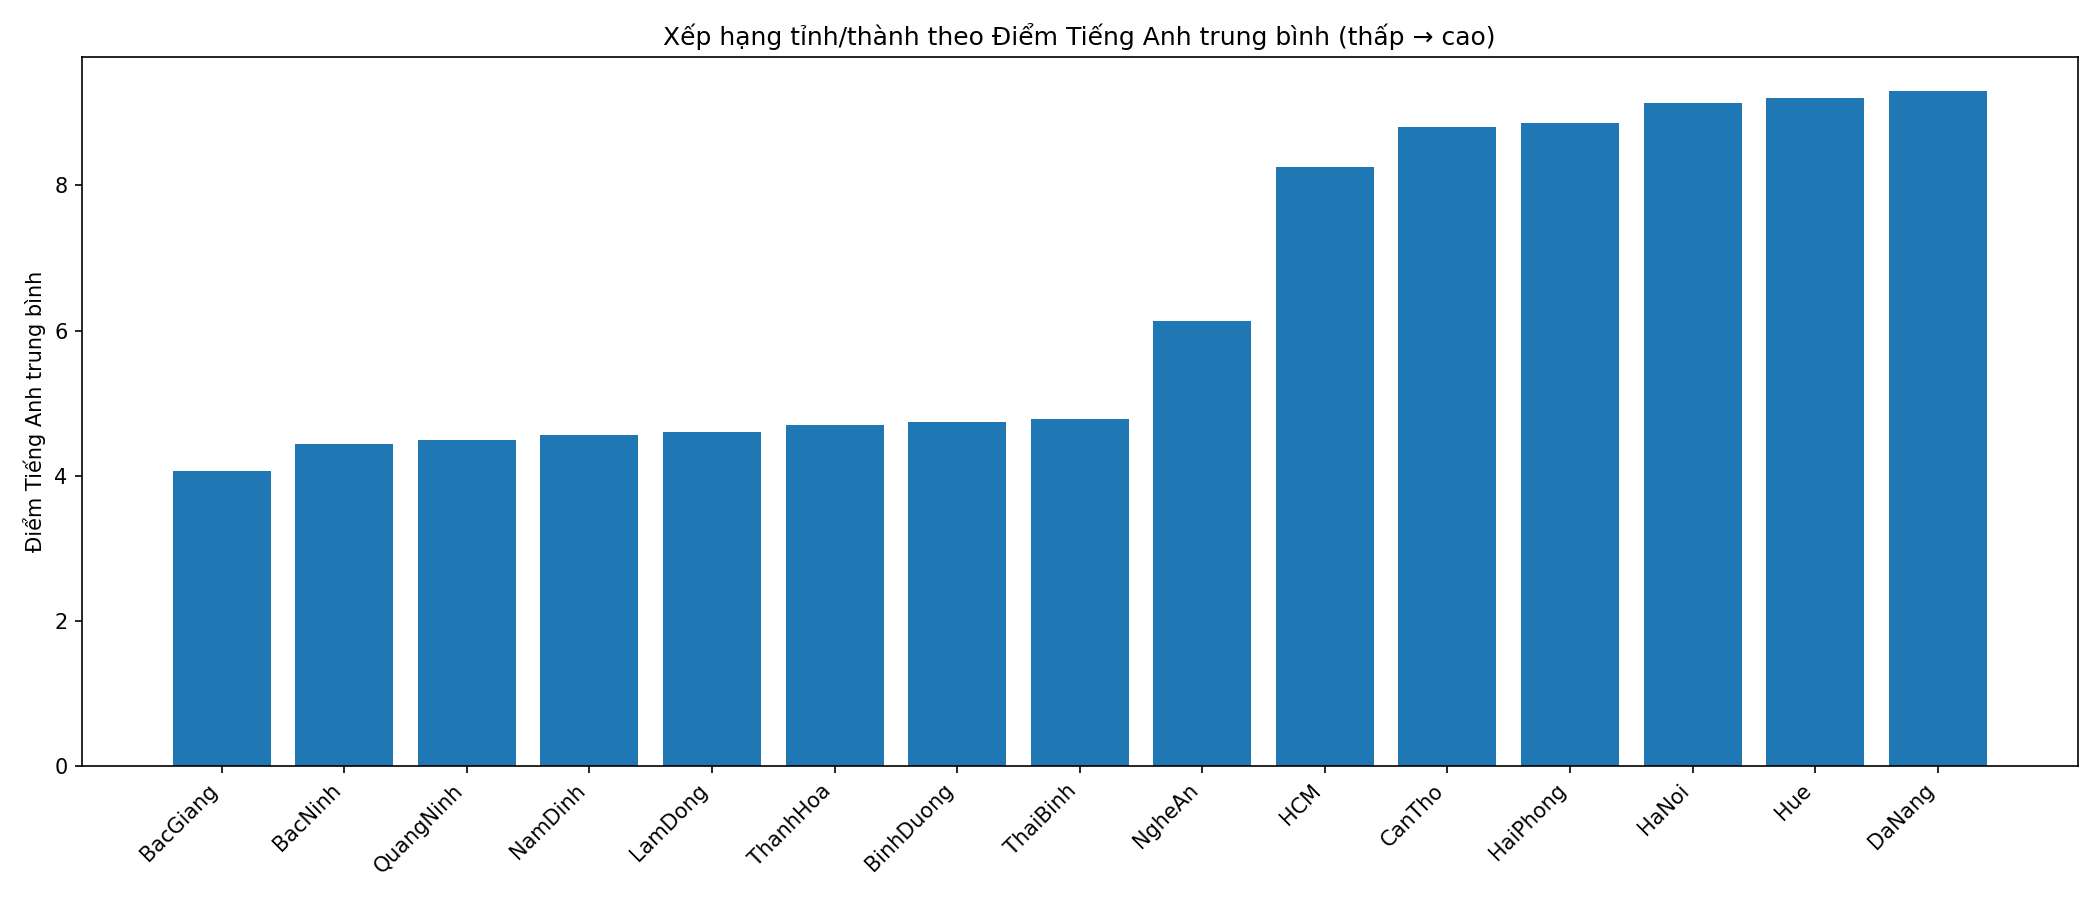 Xếp hạng tỉnh/thành theo Điểm Tiếng Anh trung bình (thấp → cao)
Điểm Tiếng Anh trung bình
8
6
4
2
0
BacGiang
BacNinh
QuangNinh
NamDinh
LamDong
ThanhHoa
BinhDuong
ThaiBinh
NgheAn
HCM
CanTho
HaiPhong
HaNoi
Hue
DaNang